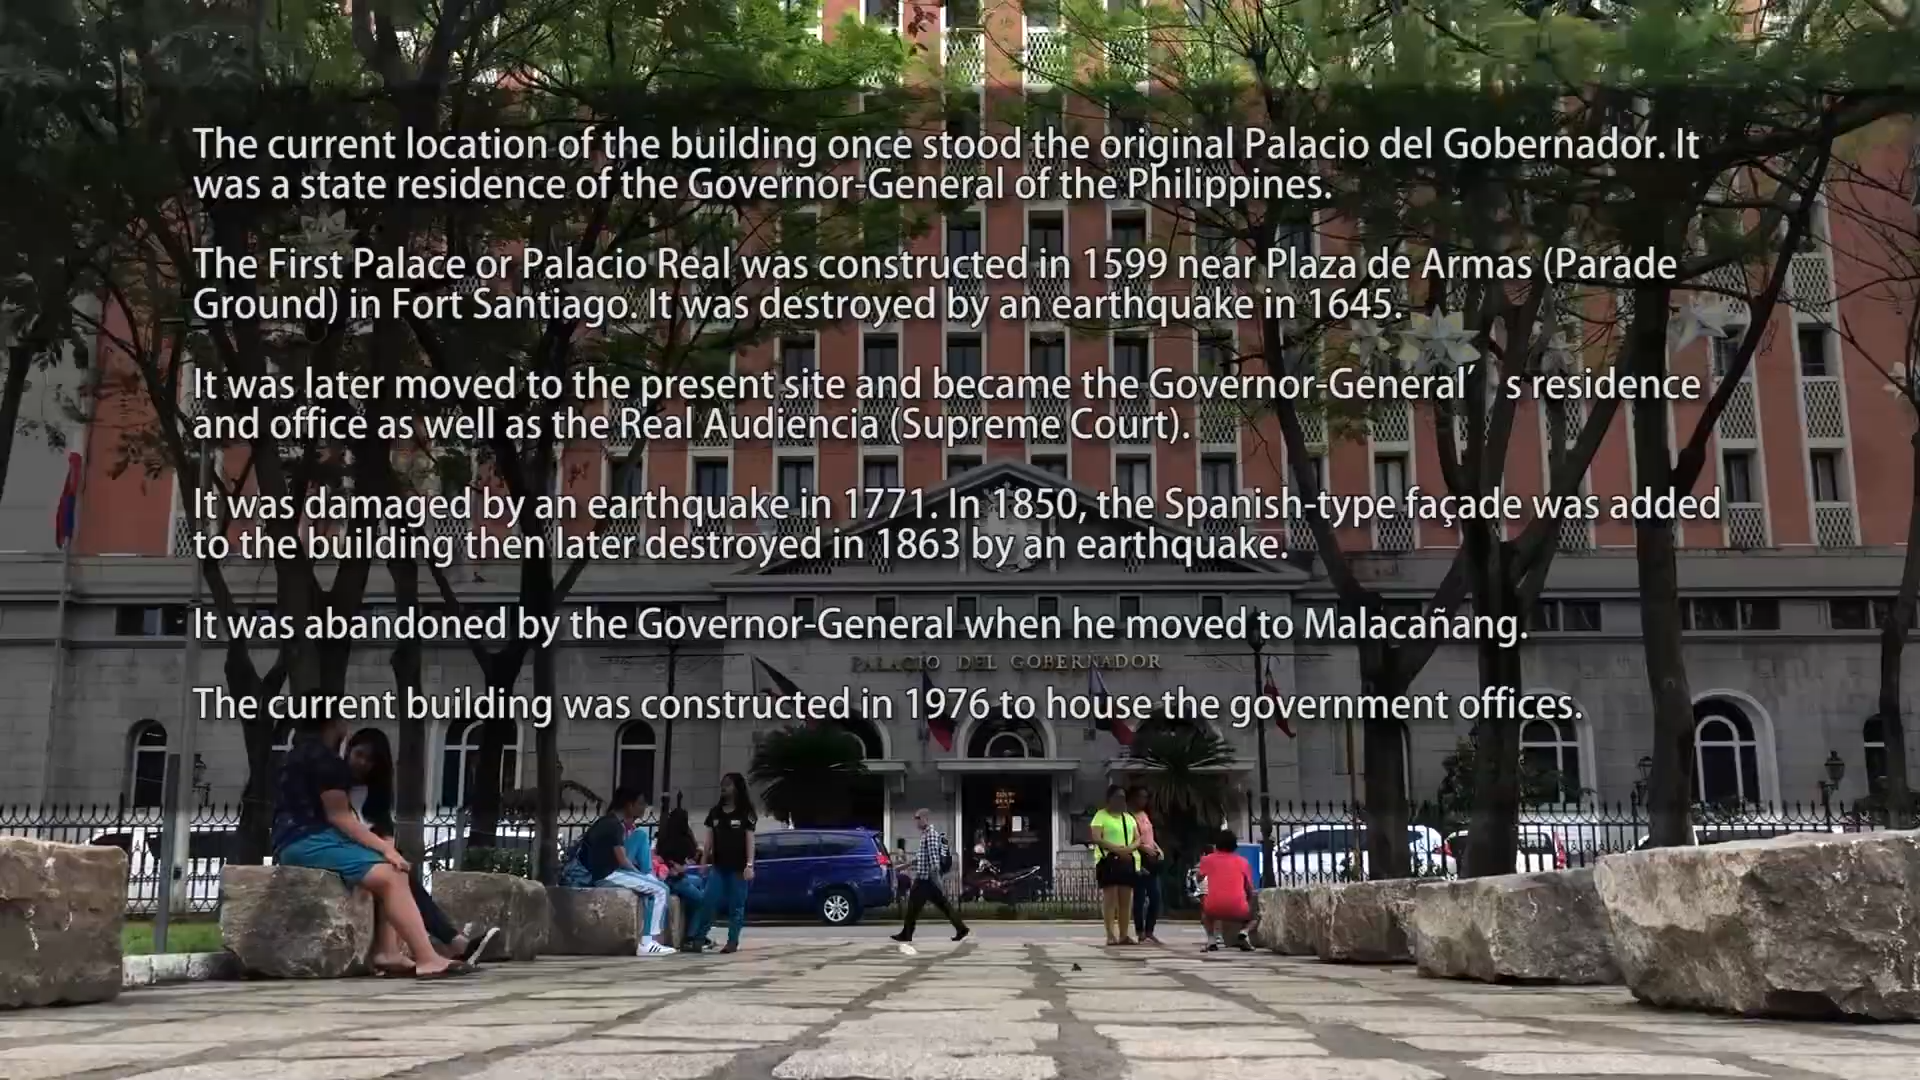 The current location of the building once stood the original Palacio del Gobernador. It
was a state residence of the Governor-General of the Philippines.
The First Palace or Palacio Real was constructed in 1599 near Plaza de Armas (Parade
Ground) in Fort Santiago. It was destroyed by an earthquake in 1645.
It was later moved to the present site and became the Governor-General′s residence
and office as well as the Real Audiencia (Supreme Court).
It was damaged by an earthquake in 1771. In 1850, the Spanish-type façade was added
to the building then later destroyed in 1863 by an earthquake.
It was abandoned by the Governor-General when he moved to Malacañang.
PALACIO DEL GOBERNADOR
The current building was constructed in 1976 to house the government offices.